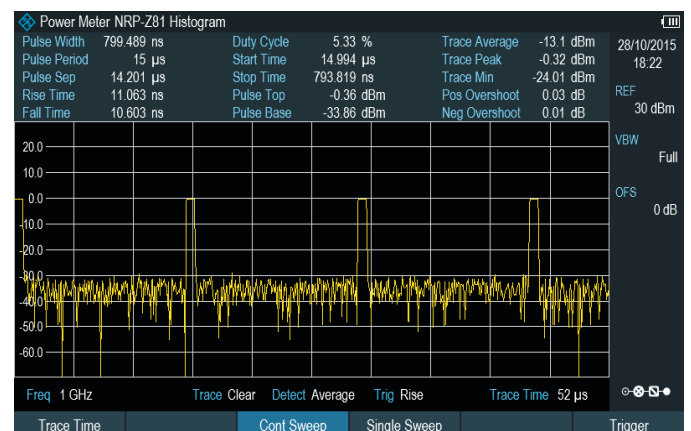 Power Meter NRP-Z81 Histogram
Pulse Width 799.489 ns Duty Cycle 5.33 % Trace Average -13.1 dBm 28/10/2015
Pulse Period 15 µs Start Time 14.994 µs Trace Peak -0.32 dBm 18:22
Pulse Sep 14.201 µs Stop Time 793.819 ns Trace Min -24.01 dBm
Rise Time 11.063 ns Pulse Top -0.36 dBm Pos Overshoot 0.03 dB REF
Fall Time 10.603 ns Pulse Base -33.86 dBm Neg Overshoot 0.01 dB 30 dBm
VBW
20.0 Full
10.0
OFS
0.0 0 dB
-10.0
-20.0
-30.0
-40.0
-50.0
-60.0
Freq 1 GHz Trace Clear Detect Average Trig Rise Trace Time 52 µs
Trace Time Cont Sweep Single Sweep Trigger